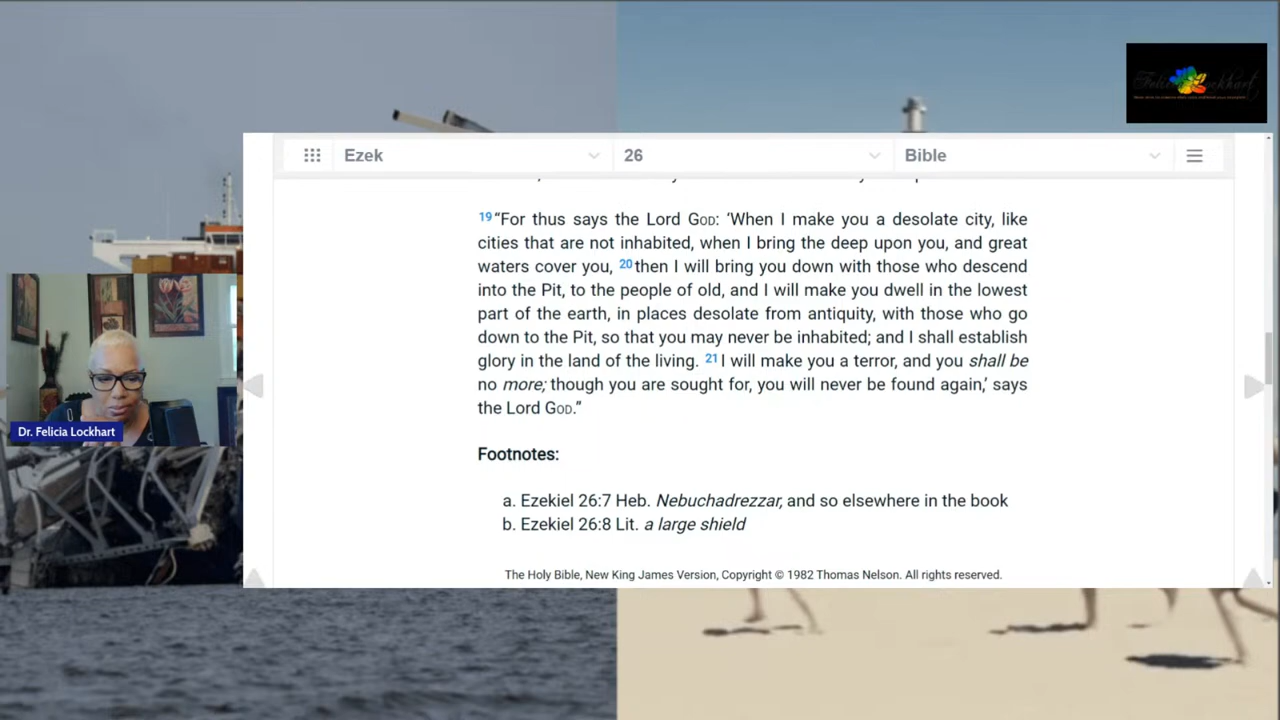 Ezek
26
Bible
19 “For thus says the Lord GOD: ‘When I make you a desolate city, like
cities that are not inhabited, when I bring the deep upon you, and great
waters cover you, 20 then I will bring you down with those who descend
into the Pit, to the people of old, and I will make you dwell in the lowest
part of the earth, in places desolate from antiquity, with those who go
down to the Pit, so that you may never be inhabited; and I shall establish
glory in the land of the living. 21 I will make you a terror, and you shall be
no more; though you are sought for, you will never be found again,’ says
the Lord GOD.”
Footnotes:
a. Ezekiel 26:7 Heb. Nebuchadrezzar, and so elsewhere in the book
b. Ezekiel 26:8 Lit. a large shield
The Holy Bible, New King James Version, Copyright © 1982 Thomas Nelson. All rights reserved.
Dr. Felicia Lockhart